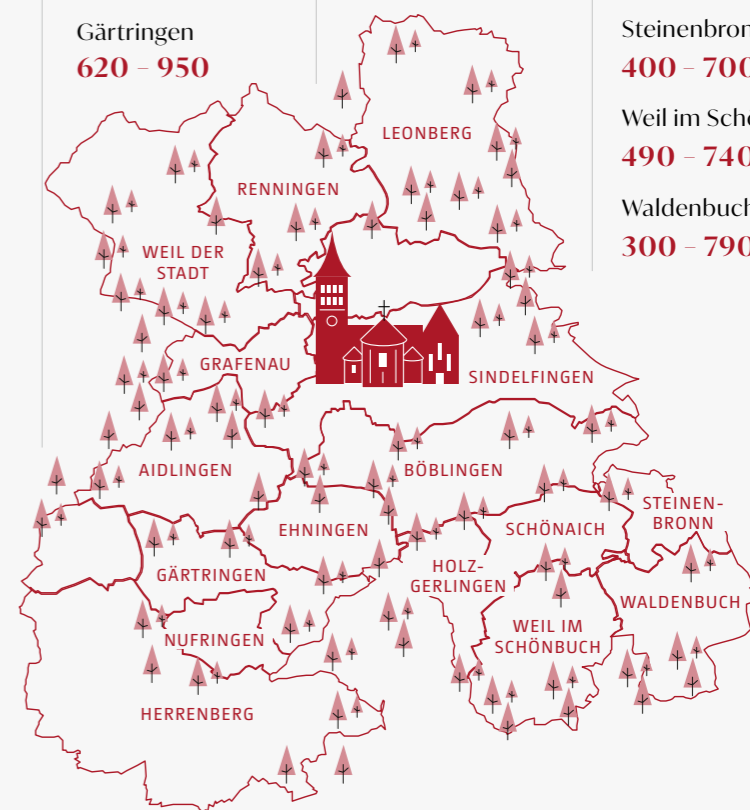 Gärtringen
620 – 950
Steinenbron
400 – 700
Weil im Scho
490 – 740
Waldenbuch
300 – 790
LEONBERG
RENNINGEN
WEIL DER
STADT
GRAFENAU
SINDELFINGEN
AIDLINGEN
BÖBLINGEN
STEINEN-
BRONN
EHNINGEN
SCHÖNAICH
HOLZ-
GERLINGEN
GÄRTRINGEN
WALDENBUCH
WEIL IM
SCHÖNBUCH
NUFRINGEN
HERRENBERG